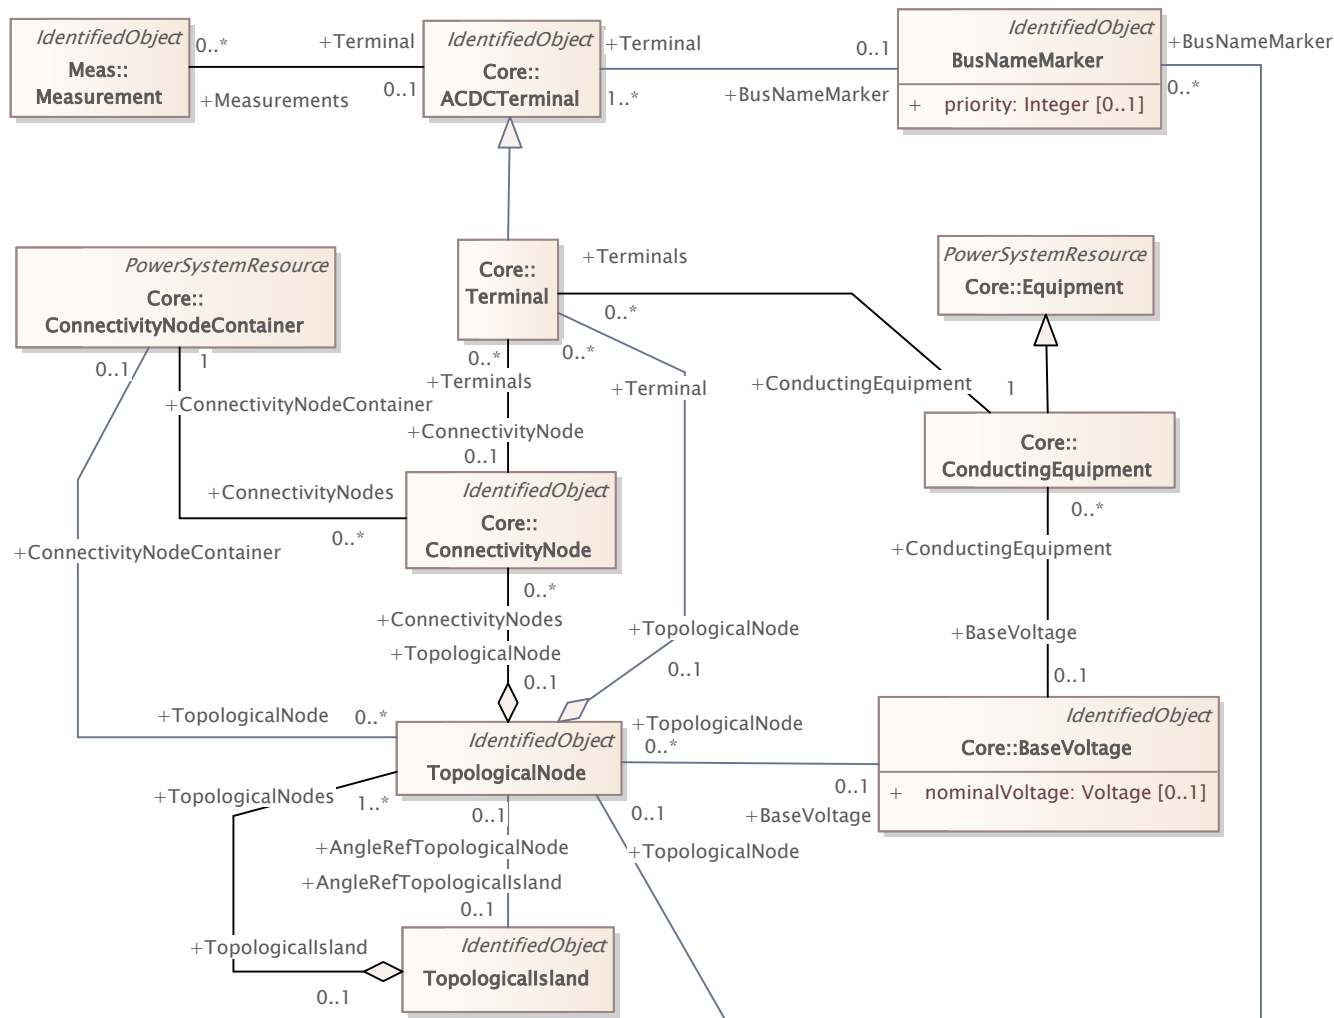 IdentifiedObject
Meas::
Measurement
0..*
+Measurements
+Terminal
0..1
IdentifiedObject
Core::
ACDCTerminal
+Terminal
1..*
0..1
+BusNameMarker
IdentifiedObject
BusNameMarker
+ priority: Integer [0..1]
+BusNameMarker
0..*
PowerSystemResource
Core::
ConnectivityNodeContainer
Core::
Terminal
+Terminals
0..*
PowerSystemResource
Core::Equipment
0..1
1
+ConnectivityNodeContainer
0..*
+Terminals
0..*
+Terminal
+ConductingEquipment
1
Core::
ConductingEquipment
+ConnectivityNode
0..1
+ConnectivityNodes
0..*
IdentifiedObject
Core::
ConnectivityNode
0..*
+ConductingEquipment
+ConnectivityNodeContainer
0..*
+ConnectivityNodes
+TopologicalNode
0..1
+TopologicalNode
0..1
+BaseVoltage
0..1
+TopologicalNode
0..*
IdentifiedObject
TopologicalNode
+TopologicalNode
0..*
0..1
+BaseVoltage
IdentifiedObject
Core::BaseVoltage
+ nominalVoltage: Voltage [0..1]
+TopologicalNodes
1..*
0..1
+AngleRefTopologicalNode
0..1
+TopologicalNode
+AngleRefTopologicalIsland
0..1
+TopologicalIsland
0..1
IdentifiedObject
TopologicalIsland